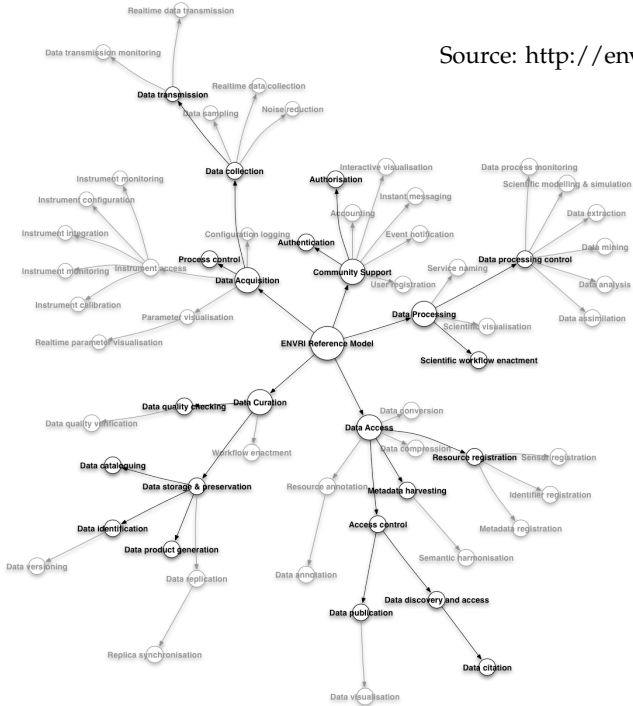 Realtime data transmission
Source: http://env
Data transmission monitoring
Realtime data collection
Data transmission
Data sampling
Noise reduction
Data collection
Interactive visualisation
Data process monitoring
Authorisation
Scientific modelling & simulation
Instrument monitoring
Instant messaging
Instrument configuration
Accounting
Data extraction
Instrument integration
Configuration logging
Event notification
Authentication
Data mining
Process control
Data processing control
Instrument monitoring
Instrument access
Community Support
Service naming
Data Acquisition
User registration
Data analysis
Instrument calibration
Parameter visualisation
Data Processing
Data assimilation
Scientific visualisation
Realtime parameter visualisation
ENVRI Reference Model
Scientific workflow enactment
Data quality checking
Data Curation
Data conversion
Data quality verification
Data Access
Workflow enactment
Data compression
Data cataloguing
Resource registration
Sensor registration
Data storage & preservation
Resource annotation
Metadata harvesting
Identifier registration
Data identification
Access control
Metadata registration
Data product generation
Semantic harmonisation
Data versioning
Data replication
Data annotation
Data discovery and access
Data publication
Replica synchronisation
Data citation
Data visualisation